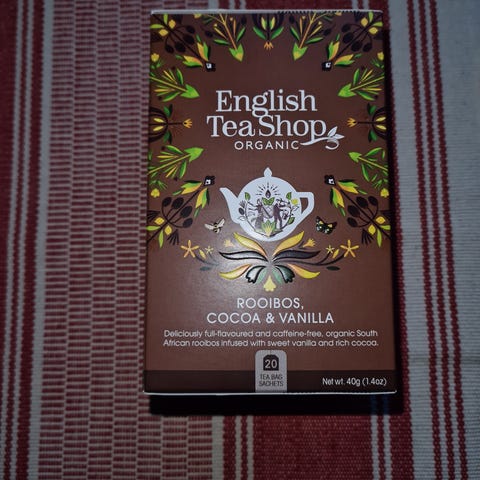 English
Tea Shop
ORGANIC
ROOIBOS,
COCOA & VANILLA
Deliciously full-flavoured and caffeine-free, organic South
African rooibos infused with sweet vanilla and rich cocoa.
20
TEA BAG
SACHETS
Net wt. 40g (1.4oz)